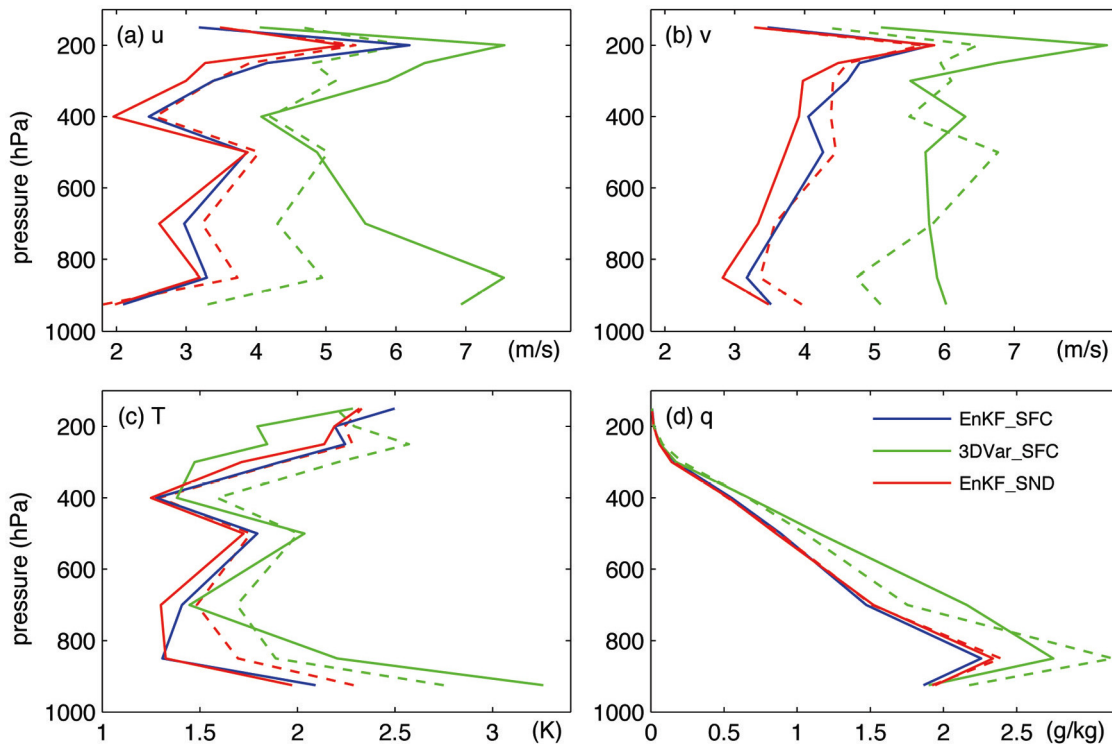 (a) u
(b) v
200
400
600
800
1000
pressure (hPa)
2 3 4 5 6 7 (m/s)
200
400
600
800
1000
2 3 4 5 6 7 (m/s)
(c) T
(d) q
200
400
600
800
1000
pressure (hPa)
1 1.5 2 2.5 3 (K)
200
400
600
800
1000
0 0.5 1 1.5 2 2.5 (g/kg)
EnKF_SFC
3DVar_SFC
EnKF_SND